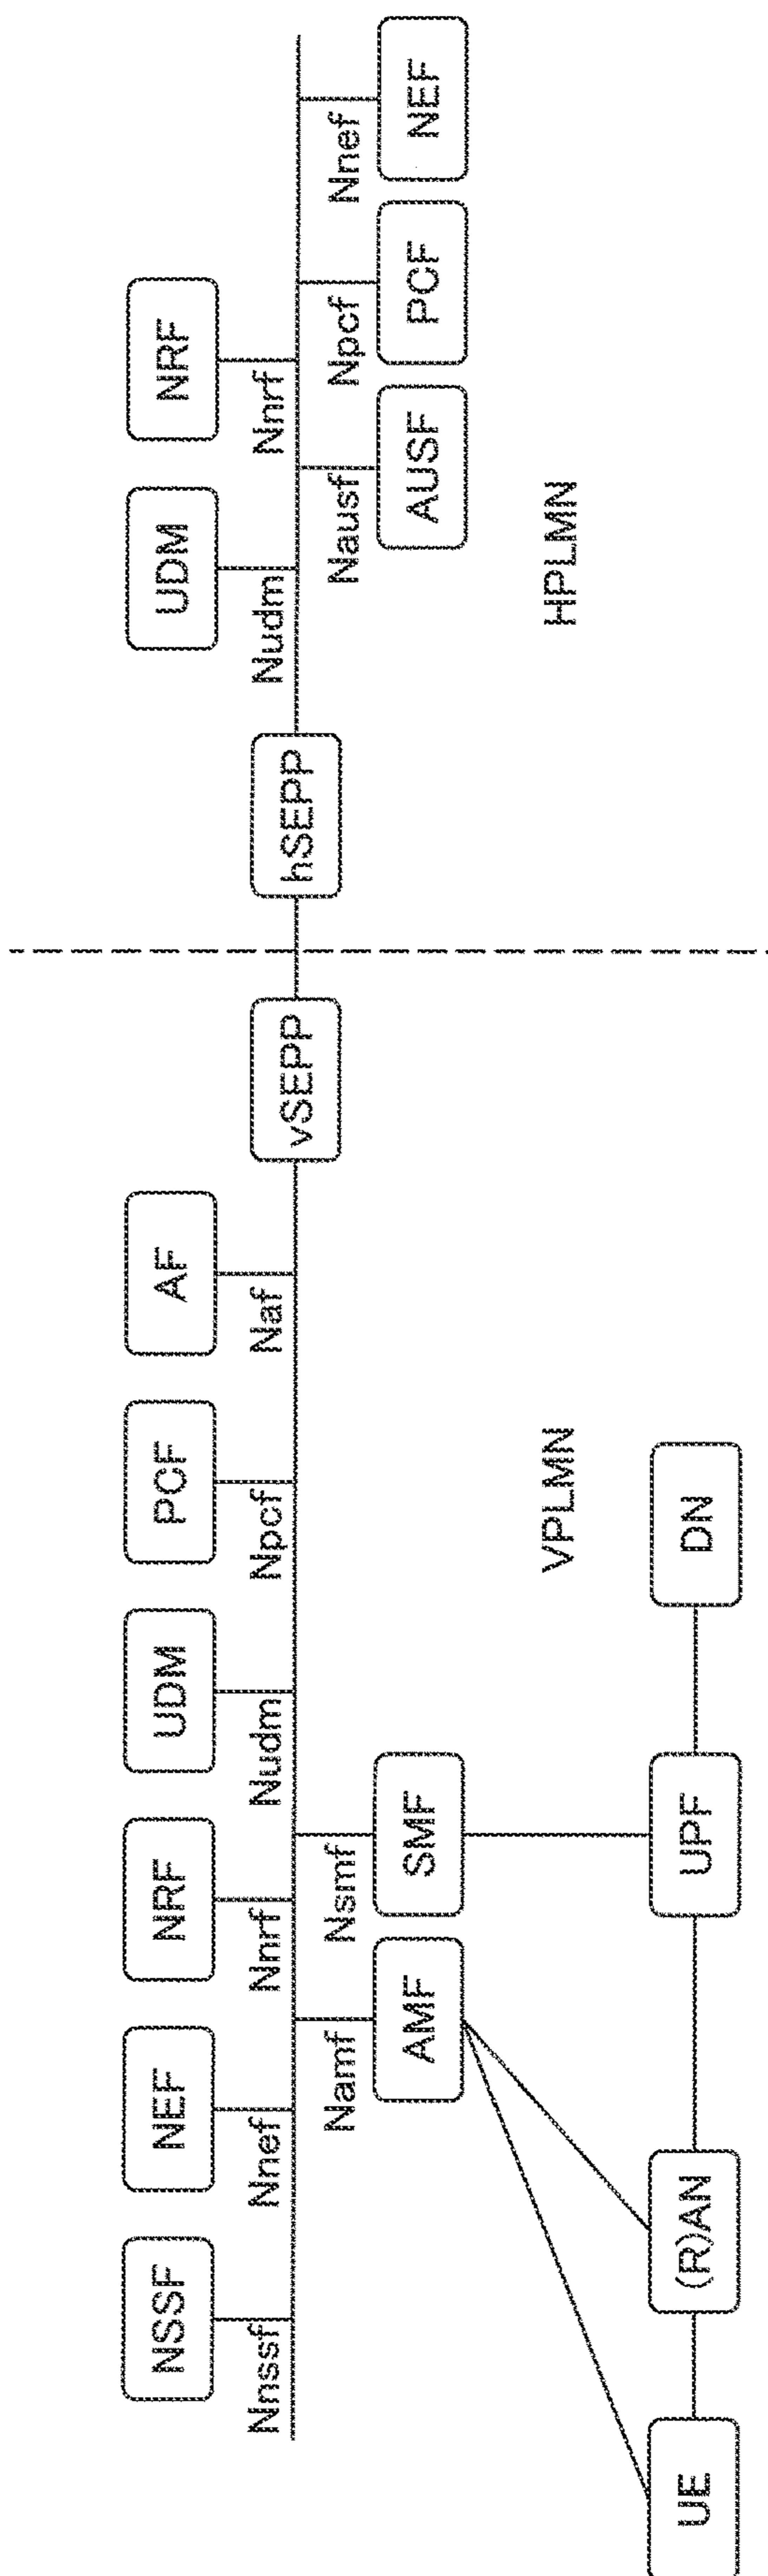 NSSF
NEF
NRF
UDM
PCF
AF
UDM
NRF
Nnssf
Nnef
Nnrf
Nudm
Npcf
Naf
vSEPP
hSEPP
Nudm
Nnrf
Namf
Nsmf
Nausf
Npcf
Nnef
AMF
SMF
AUSF
PCF
NEF
VPLMN
HPLMN
UE
(R)AN
UPF
DN